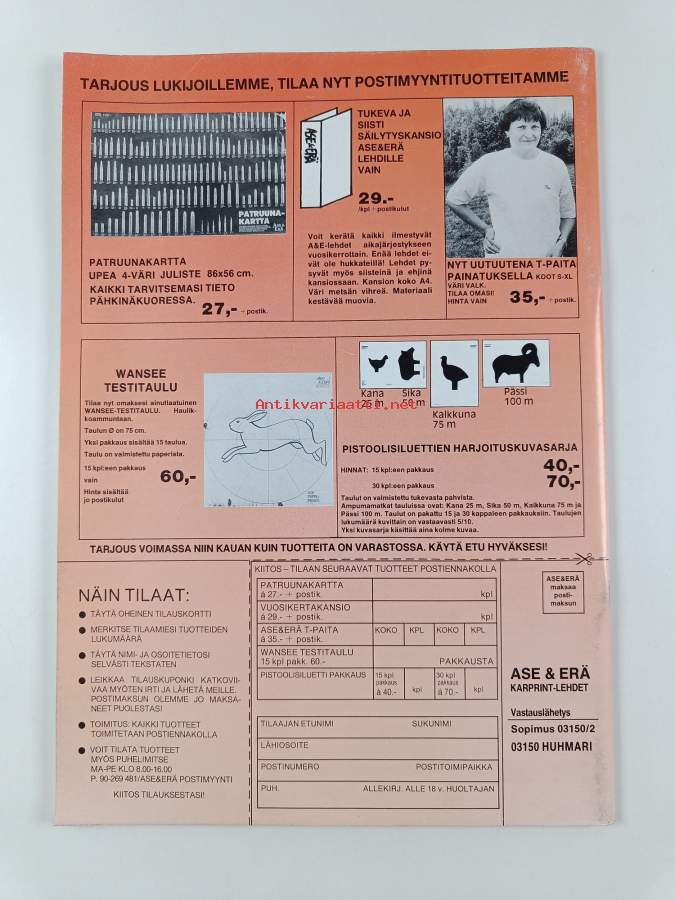 TARJOUS LUKIJOILLEMME, TILAA NYT POSTIMYYNTITUOTTEITAMME
PATRUUNA-
KARTTA
PATRUUNAKARTTA
UPEA 4-VÄRI JULISTE 86x56 cm.
KAIKKI TARVITSEMASI TIETO
PÄHKINÄKUORESSA. 27,- + postik.
ASE&ERÄ
TUKEVA JA
SIISTI
SÄILYTYSKANSIO
ASE&ERÄ
LEHDILLE
VAIN
29.-
/kpl + postikulut
Voit kerätä kaikki ilmestyvät
A&E-lehdet aikajärjestykseen
vuosikerrottain. Enää lehdet ei-
vät ole hukkateillä! Lehdet py-
syvät myös siisteinä ja ehjinä
kansiossaan. Kansion koko A4.
Väri metsän vihreä. Materiaali
kestävää muovia.
NYT UUTUUTENA T-PAITA
PAINATUKSELLA KOOT S-XL
VÄRI VALK.
TILAA OMASI!
HINTA VAIN 35,- + postik.
WANSEE
TESTITAULU
Tilaa nyt omaksesi ainutlaatuinen
WANSEE-TESTITAULU. Haulik-
koammuntaan.
Taulun Ø on 75 cm.
Yksi pakkaus sisältää 15 taulua.
Taulu on valmistettu paperista.
15 kpl:een pakkaus
vain 60,-
Hinta sisältää
jo postikulut
Antikvariaatti.net
Kana
25 m
Sika
50 m
Kalkkuna
75 m
Pässi
100 m
PISTOOLISILUETTIEN HARJOITUSKUVASARJA
HINNAT: 15 kpl:een pakkaus 40,-
30 kpl:een pakkaus 70,-
Taulut on valmistettu tukevasta pahvista.
Ampumamatkat tauluissa ovat: Kana 25 m, Sika 50 m, Kalkkuna 75 m ja
Pässi 100 m. Taulut on pakattu 15 ja 30 kappaleen pakkauksiin. Taulujen
lukumäärä kuvittain on vastaavasti 5/10.
Yksi kuvasarja käsittää aina kolme kuvaa.
TARJOUS VOIMASSA NIIN KAUAN KUIN TUOTTEITA ON VARASTOSSA. KÄYTÄ ETU HYVÄKSESI!
NÄIN TILAAT:
● TÄYTÄ OHEINEN TILAUSKORTTI
● MERKITSE TILAAMIESI TUOTTEIDEN
LUKUMÄÄRÄ
● TÄYTÄ NIMI- JA OSOITETIETOSI
SELVÄSTI TEKSTATEN
● LEIKKAA TILAUSKUPONKI KATKOVII-
VAA MYÖTEN IRTI JA LÄHETÄ MEILLE.
POSTIMAKSUN OLEMME JO MAKSA-
NEET PUOLESTASI
● TOIMITUS: KAIKKI TUOTTEET
TOIMITETAAN POSTIENNAKOLLA
● VOIT TILATA TUOTTEET
MYÖS PUHELIMITSE
MA-PE KLO 8.00-16.00
P. 90-269 481/ASE&ERÄ POSTIMYYNTI
KIITOS TILAUKSESTASI!
KIITOS – TILAAN SEURAAVAT TUOTTEET POSTIENNAKOLLA
PATRUUNAKARTTA
á 27.- + postik. kpl
VUOSIKERTAKANSIO
á 29.- + postik. kpl
ASE&ERÄ T-PAITA KOKO KPL KOKO KPL
á 35.- + postik.
WANSEE TESTITAULU
15 kpl pakk. 60.- PAKKAUSTA
PISTOOLISILUETTI PAKKAUS 15 kpl pakkaus á 40.- kpl 30 kpl pakkaus á 70.- kpl
TILAAJAN ETUNIMI SUKUNIMI
LÄHIOSOITE
POSTINUMERO POSTITOIMIPAIKKA
PUH. ALLEKIRJ. ALLE 18 v. HUOLTAJAN
ASE&ERÄ
maksaa
posti-
maksun
ASE & ERÄ
KARPRINT-LEHDET
Vastauslähetys
Sopimus 03150/2
03150 HUHMARI